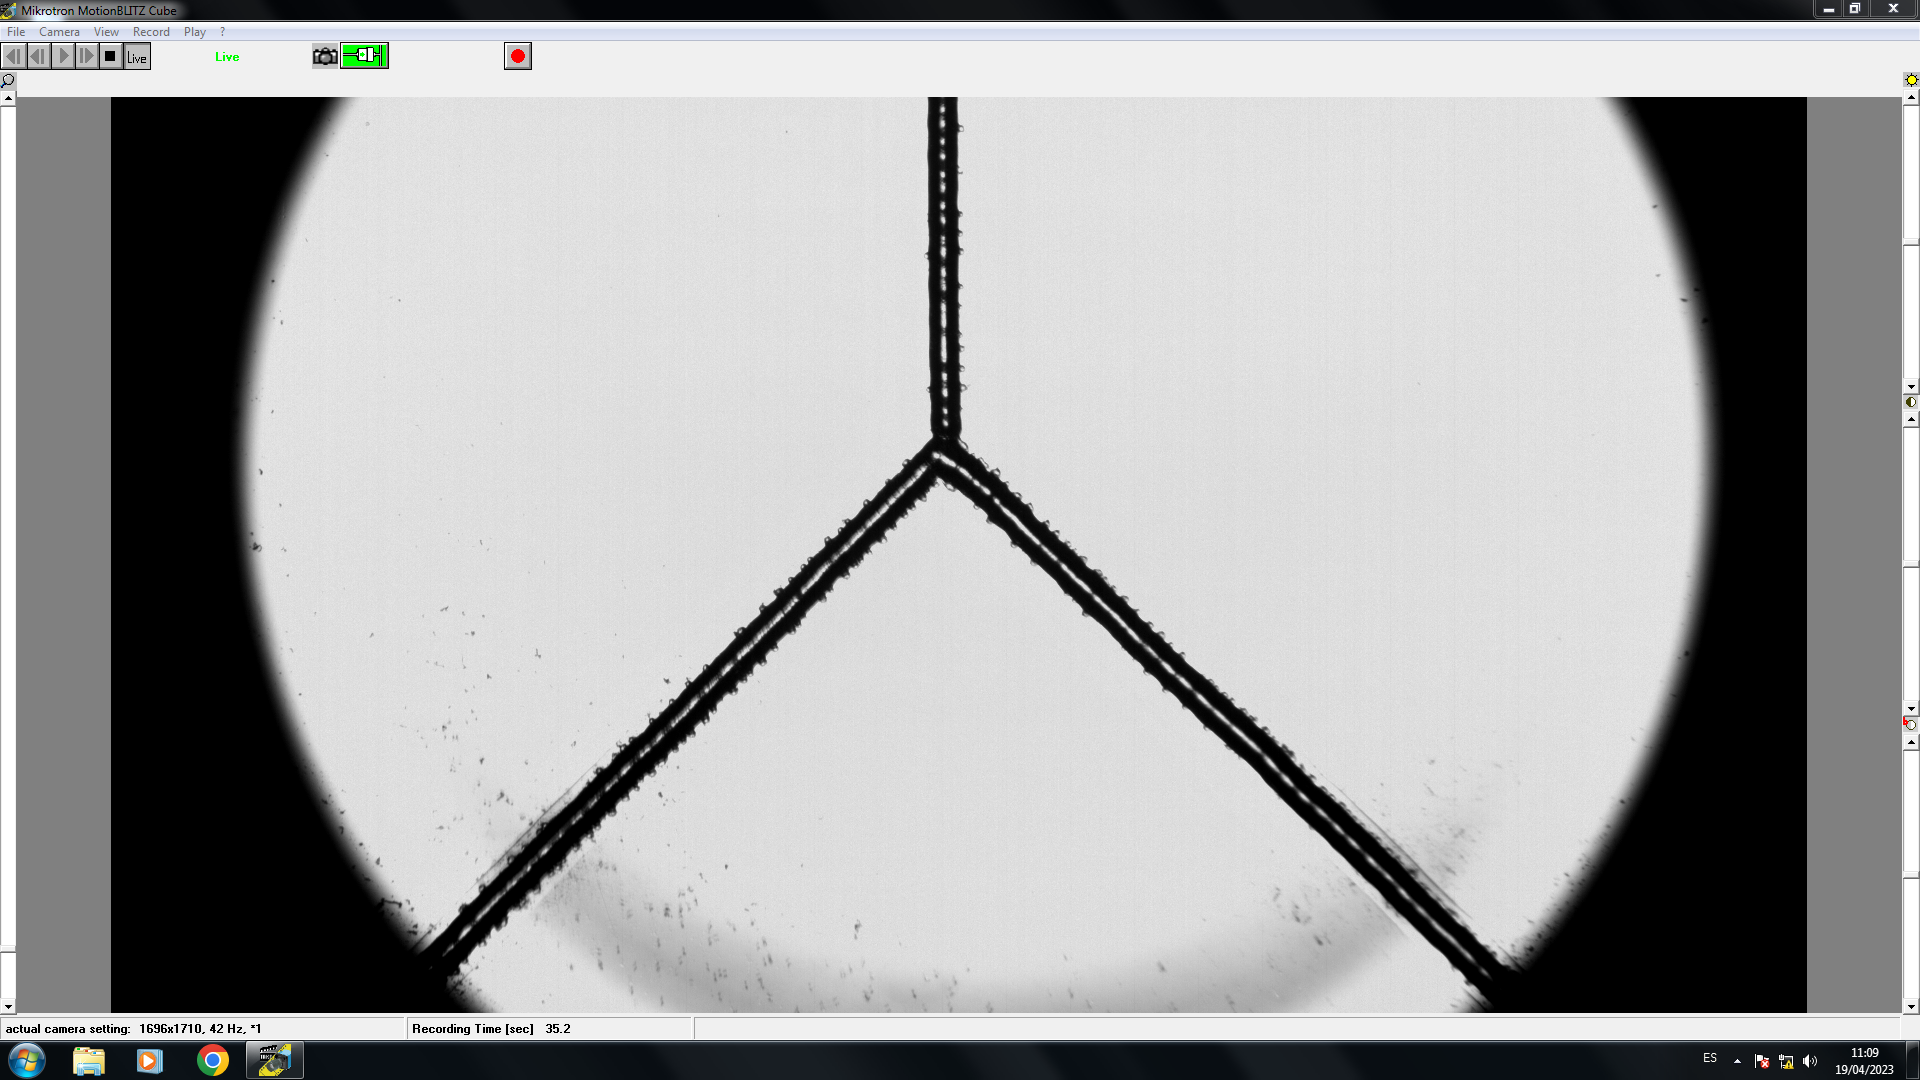 Mikrotron MotionBLITZ Cube
File Camera View Record Play ?
Live
Live
actual camera setting: 1696x1710, 42 Hz, *1
Recording Time [sec] 35.2
ES
11:09
19/04/2023